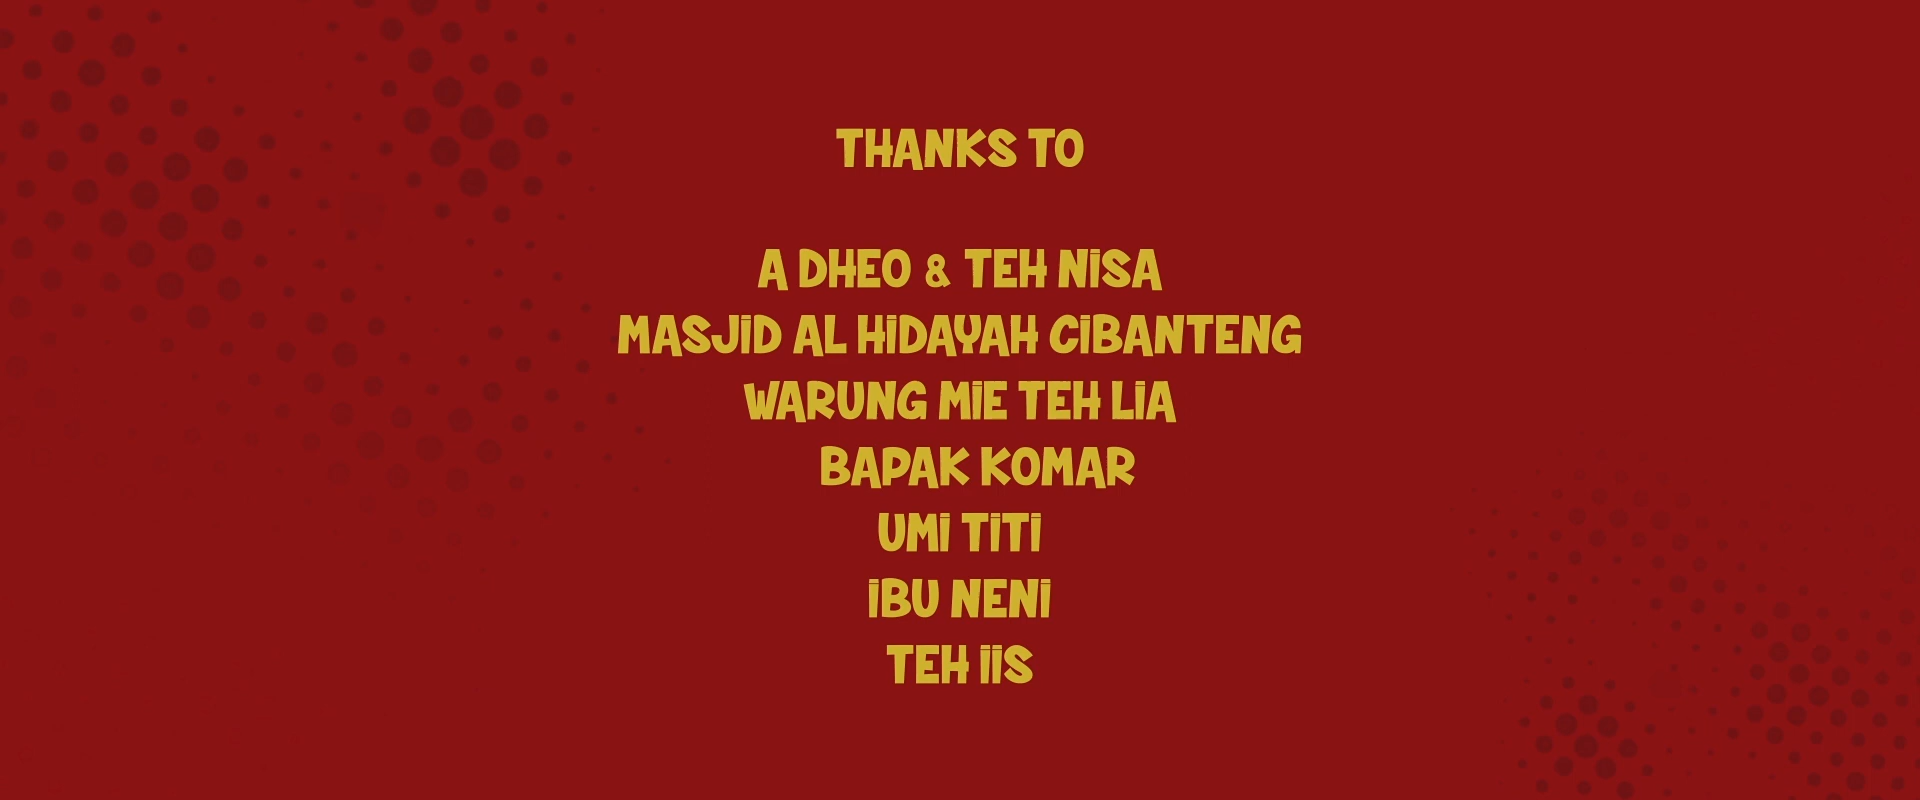 THANKS TO
A DHEO & TEH NiSA
MASJiD AL HiDAYAH CiBANTENG
WARUNG MiE TEH LiA
BAPAK KOMAR
UMi TiTi
iBU NENi
TEH iiS